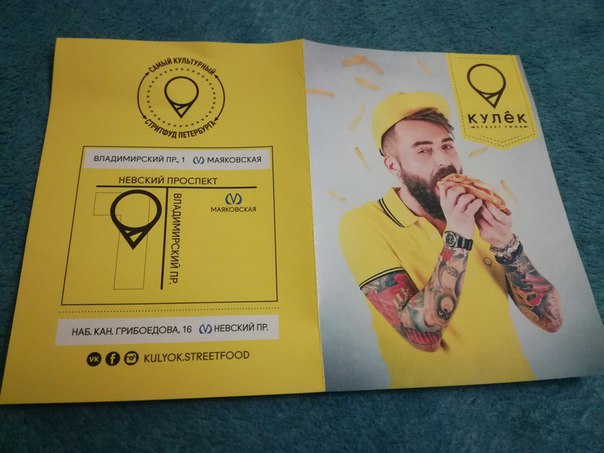 САМЫЙ КУЛЬТУРНЫЙ
СТРИТФУД ПЕТЕРБУРГА
ВЛАДИМИРСКИЙ ПР., 1 МАЯКОВСКАЯ
НЕВСКИЙ ПРОСПЕКТ
ВЛАДИМИРСКИЙ ПР.
МАЯКОВСКАЯ
НАБ. КАН. ГРИБОЕДОВА, 16 НЕВСКИЙ ПР.
KULYOK.STREETFOOD
КУЛЁК
STREET FOOD